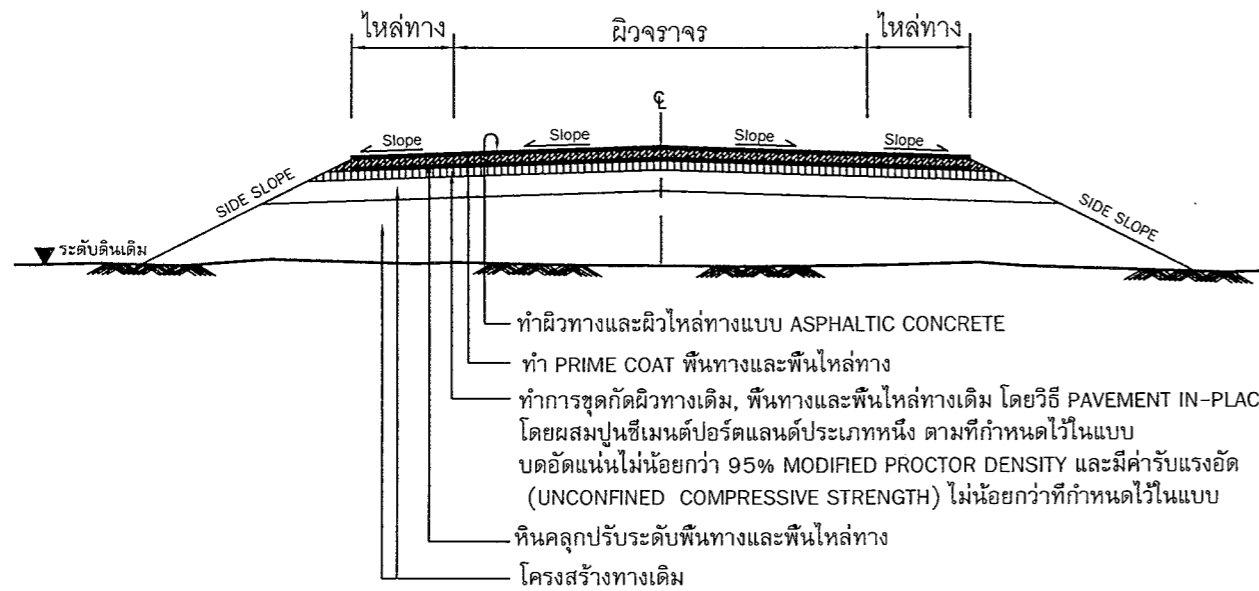 ไหล่ทาง ผิวจราจร ไหล่ทาง
℄
Slope Slope Slope Slope
SIDE SLOPE
SIDE SLOPE
ระดับดินเดิม
ทำผิวทางและผิวไหล่ทางแบบ ASPHALTIC CONCRETE
ทำ PRIME COAT พื้นทางและพื้นไหล่ทาง
ทำการขุดกัดผิวทางเดิม, พื้นทางและพื้นไหล่ทางเดิม โดยวิธี PAVEMENT IN-PLAC
โดยผสมปูนซีเมนต์ปอร์ตแลนด์ประเภทหนึ่ง ตามที่กำหนดไว้ในแบบ
บดอัดแน่นไม่น้อยกว่า 95% MODIFIED PROCTOR DENSITY และมีค่ารับแรงอัด
(UNCONFINED COMPRESSIVE STRENGTH) ไม่น้อยกว่าที่กำหนดไว้ในแบบ
หินคลุกปรับระดับพื้นทางและพื้นไหล่ทาง
โครงสร้างทางเดิม